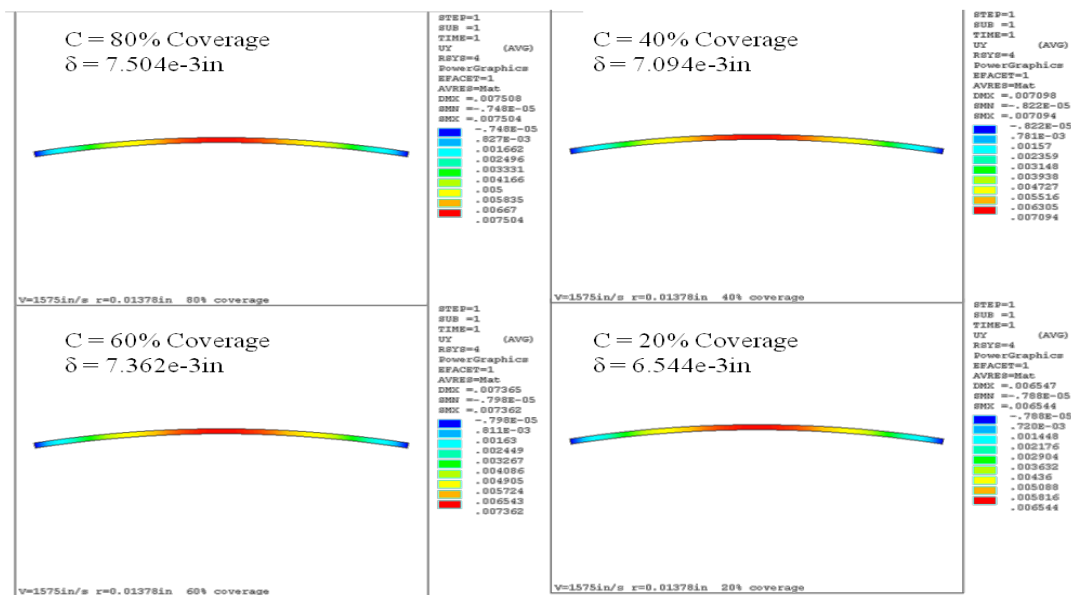 C = 80% Coverage
δ = 7.504e-3in
V=1575in/s r=0.01378in 80% coverage
STEP=1
SUB =1
TIME=1
UY (AVG)
RSYS=4
PowerGraphics
EFACET=1
AVRES=Mat
DMX =.007508
SMN =-.748E-05
SMX =.007504
-.748E-05
.827E-03
.001662
.002496
.003331
.004166
.005
.005835
.00667
.007504
C = 40% Coverage
δ = 7.094e-3in
V=1575in/s r=0.01378in 40% coverage
STEP=1
SUB =1
TIME=1
UY (AVG)
RSYS=4
PowerGraphics
EFACET=1
AVRES=Mat
DMX =.007098
SMN =-.822E-05
SMX =.007094
-.822E-05
.781E-03
.00157
.002359
.003148
.003938
.004727
.005516
.006305
.007094
C = 60% Coverage
δ = 7.362e-3in
V=1575in/s r=0.01378in 60% coverage
STEP=1
SUB =1
TIME=1
UY (AVG)
RSYS=4
PowerGraphics
EFACET=1
AVRES=Mat
DMX =.007365
SMN =-.798E-05
SMX =.007362
-.798E-05
.811E-03
.00163
.002449
.003267
.004086
.004905
.005724
.006543
.007362
C = 20% Coverage
δ = 6.544e-3in
V=1575in/s r=0.01378in 20% coverage
STEP=1
SUB =1
TIME=1
UY (AVG)
RSYS=4
PowerGraphics
EFACET=1
AVRES=Mat
DMX =.006547
SMN =-.788E-05
SMX =.006544
-.788E-05
.720E-03
.001448
.002176
.002904
.003632
.00436
.005088
.005816
.006544